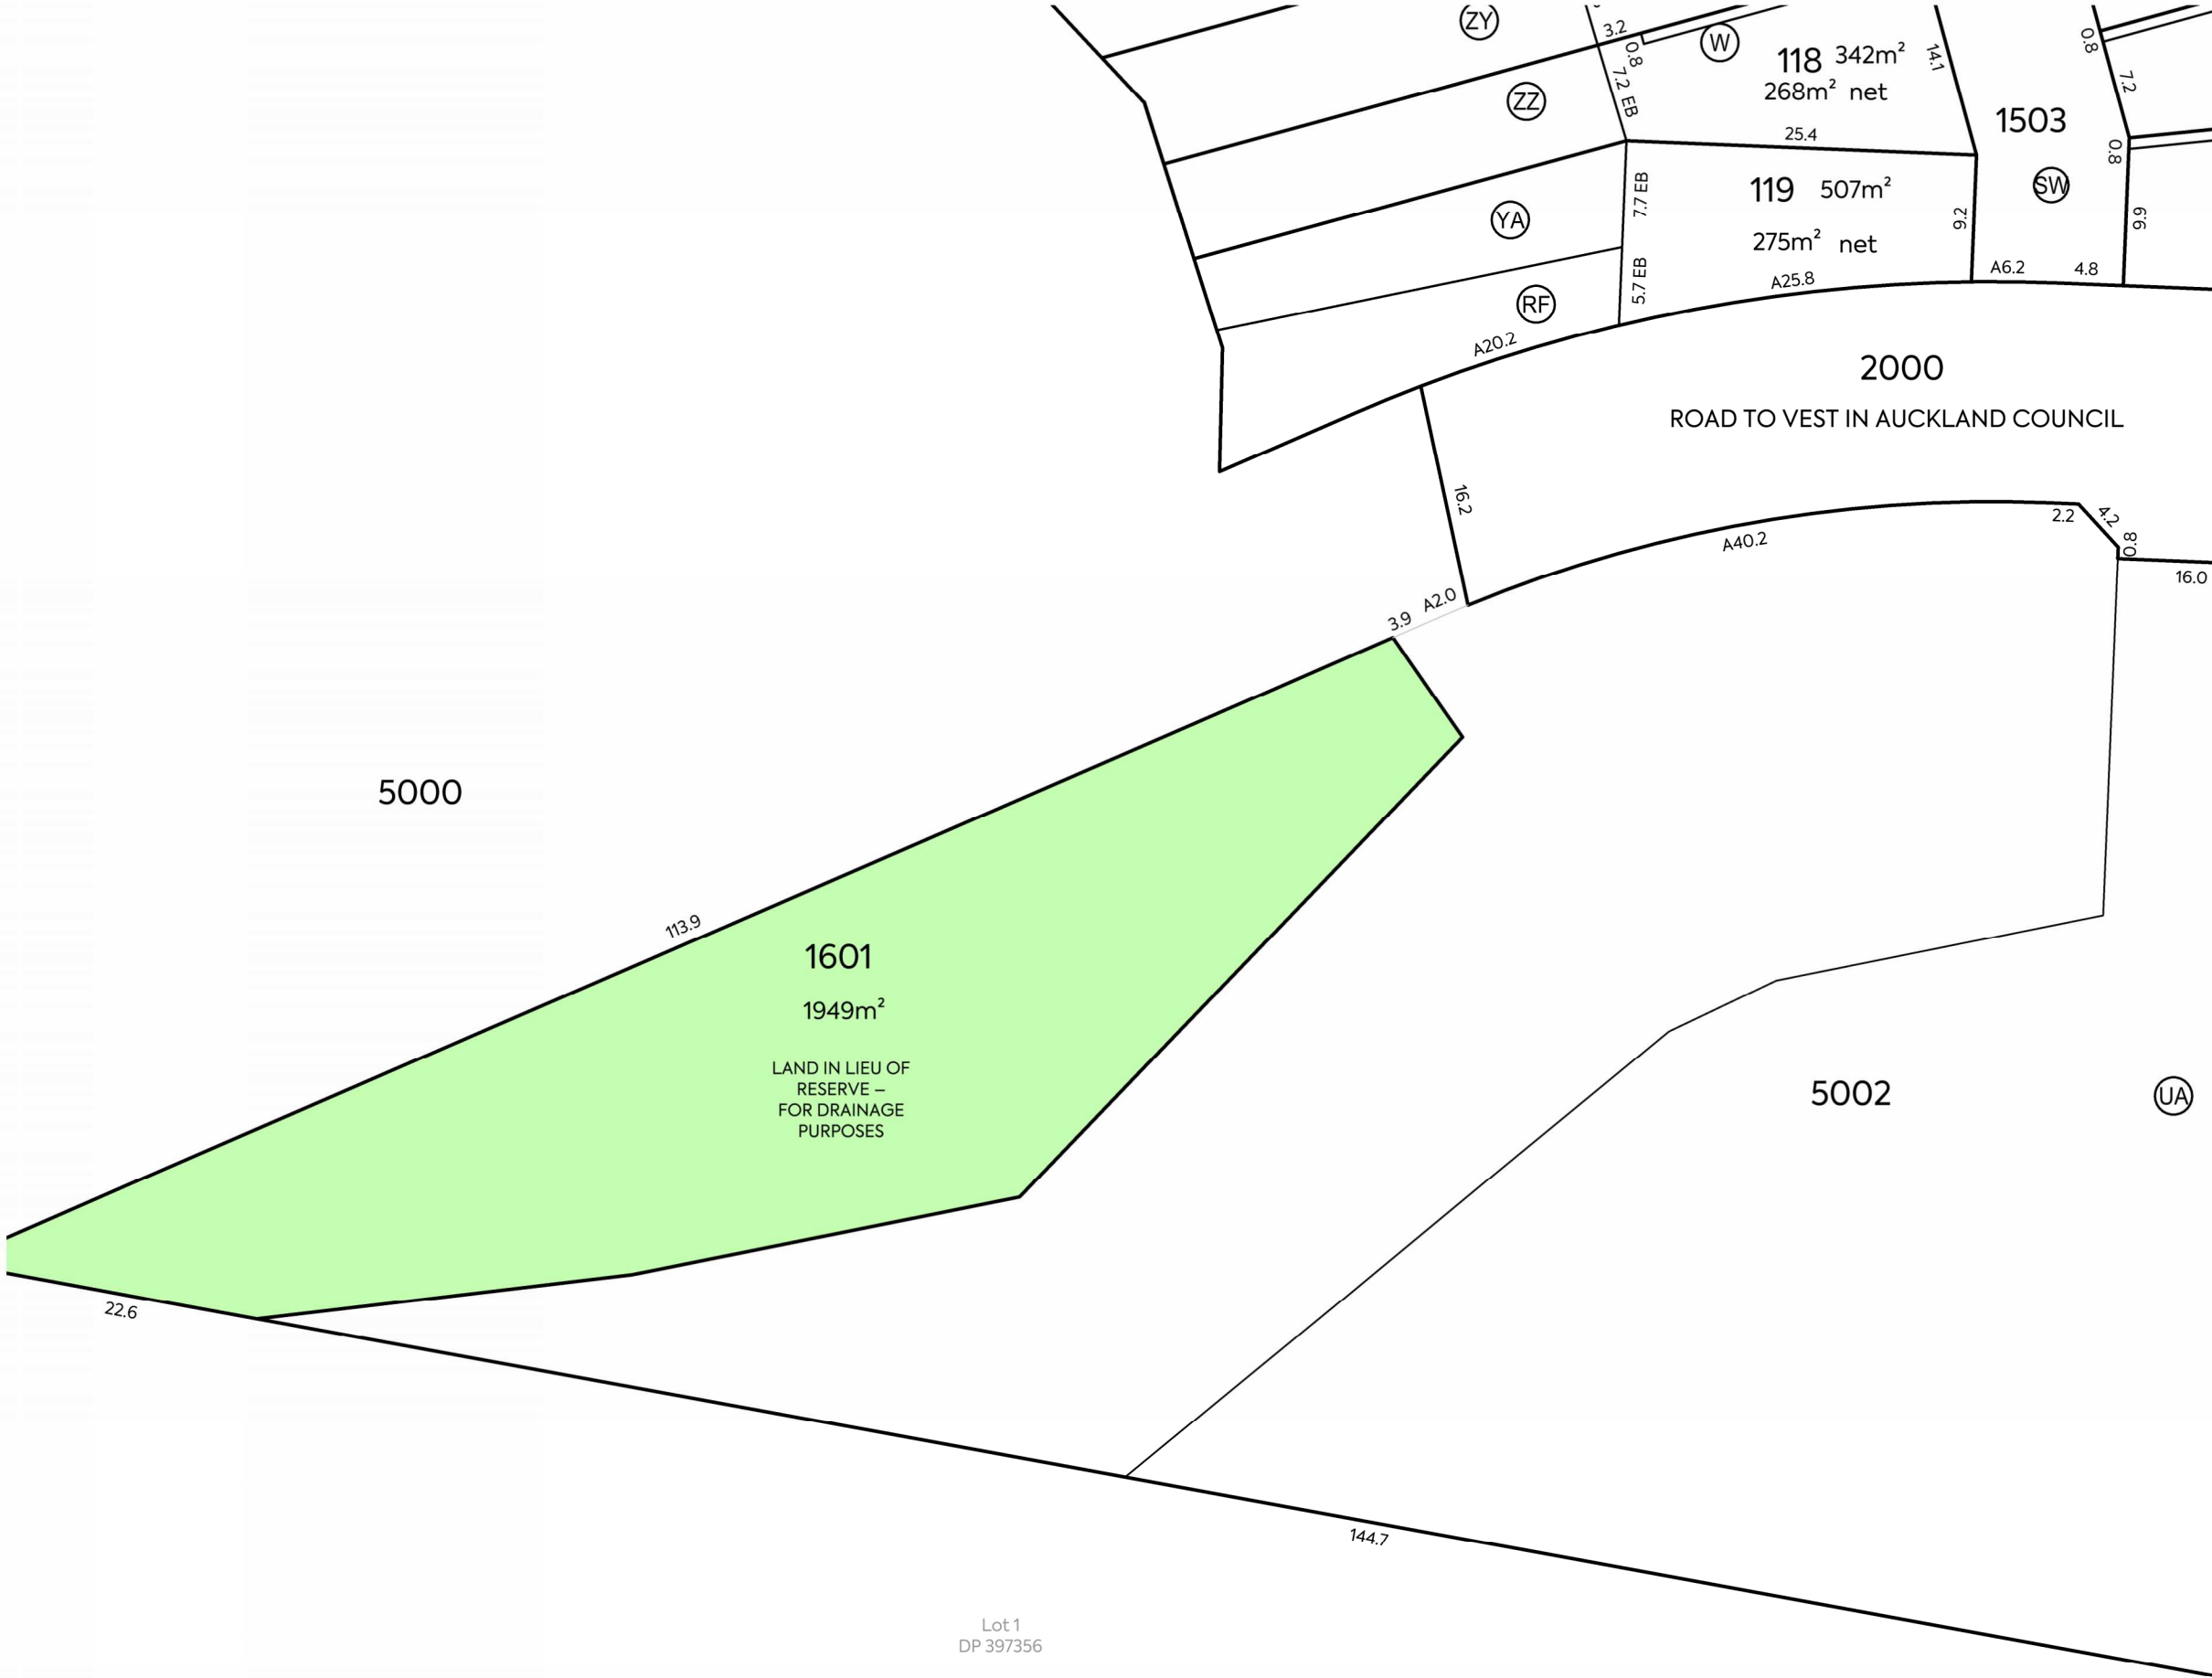 ZY
3.2
0.8
W
118 342m²
268m² net
14.1
0.8
7.2
7.2 EB
ZZ
1503
25.4
0.8
7.7 EB
119 507m²
SW
YA
9.2
9.9
275m² net
5.7 EB
A25.8
A6.2
4.8
RF
A20.2
2000
ROAD TO VEST IN AUCKLAND COUNCIL
16.2
2.2
4.2
0.8
A40.2
16.0
3.9
A2.0
5000
113.9
1601
1949m²
LAND IN LIEU OF
RESERVE –
FOR DRAINAGE
PURPOSES
5002
UA
22.6
144.7
Lot 1
DP 397356